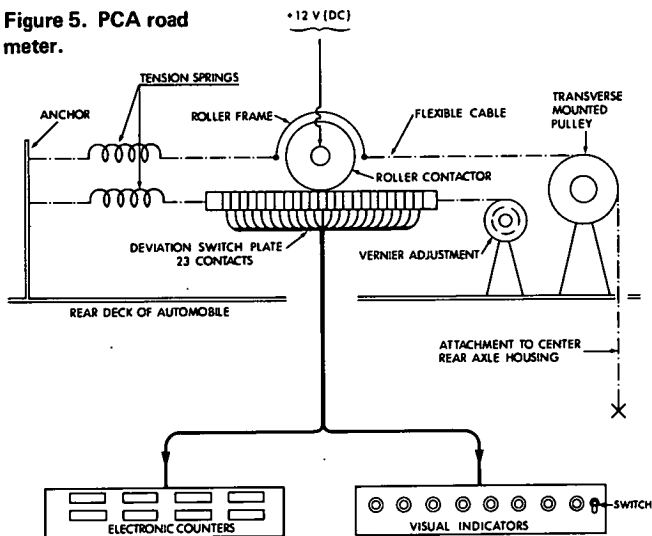 Figure 5. PCA road
meter.
+12 V (DC)
TENSION SPRINGS
ANCHOR
ROLLER FRAME
FLEXIBLE CABLE
TRANSVERSE
MOUNTED
PULLEY
ROLLER CONTACTOR
DEVIATION SWITCH PLATE
23 CONTACTS
VERNIER ADJUSTMENT
REAR DECK OF AUTOMOBILE
ATTACHMENT TO CENTER
REAR AXLE HOUSING
ELECTRONIC COUNTERS
VISUAL INDICATORS
SWITCH